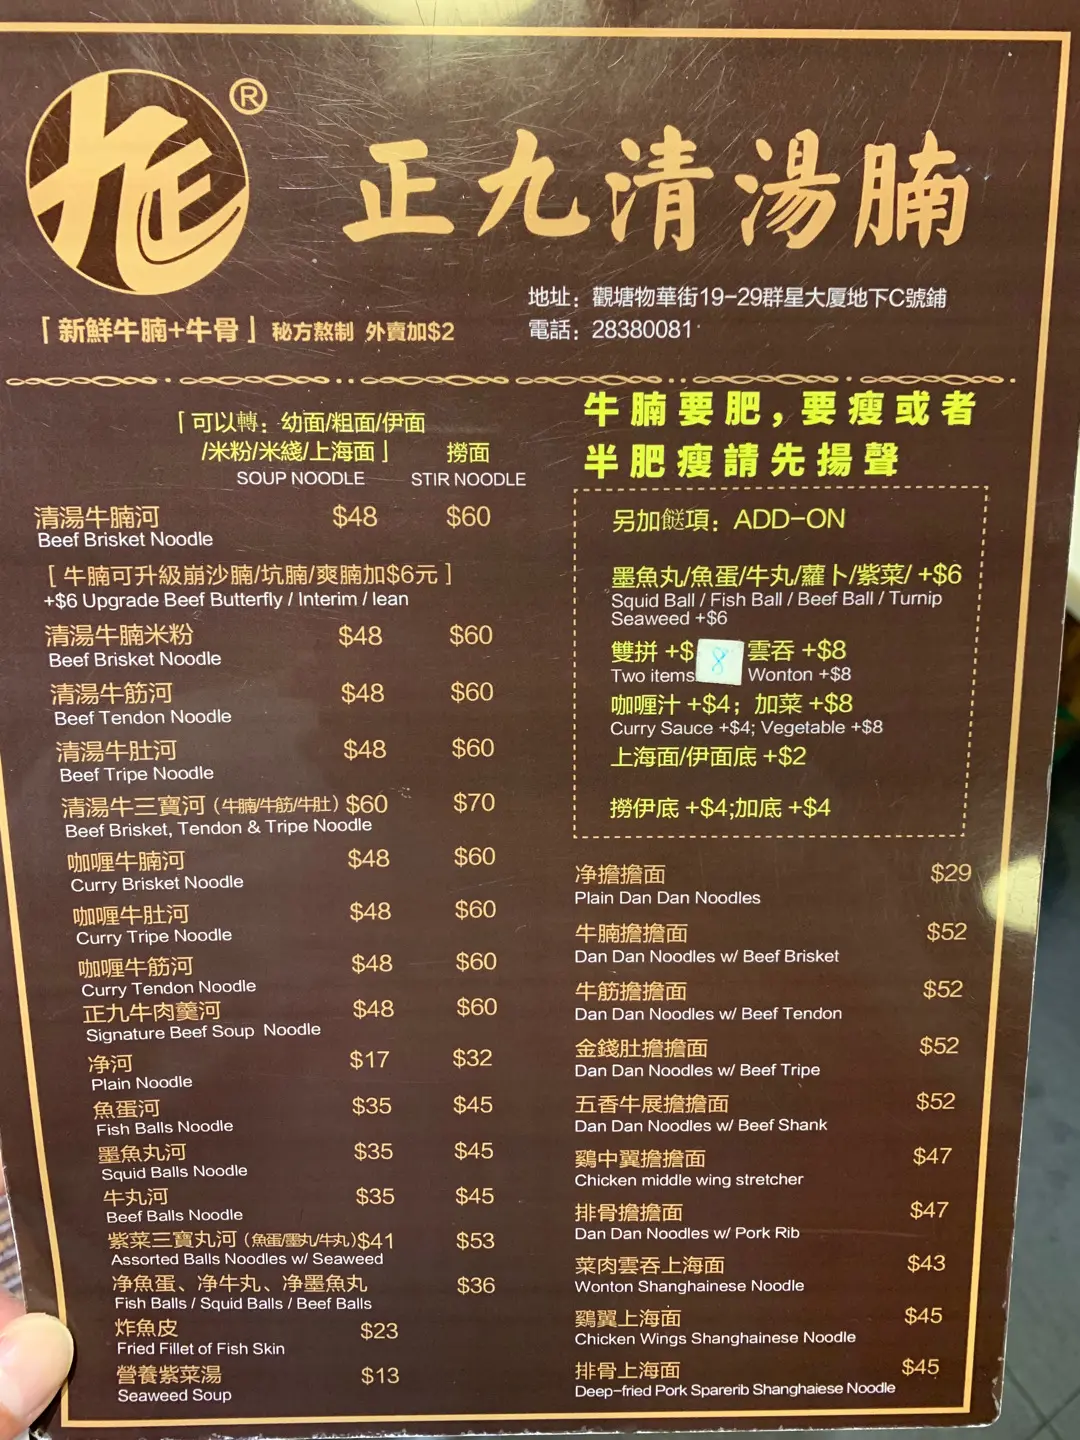 ®
正九清湯腩
地址：觀塘物華街19-29群星大厦地下C號鋪
「新鮮牛腩+牛骨」秘方熬制 外賣加$2
電話：28380081
「可以轉：幼面/粗面/伊面
/米粉/米綫/上海面」 撈面
SOUP NOODLE STIR NOODLE
清湯牛腩河 $48 $60
Beef Brisket Noodle
[ 牛腩可升級崩沙腩/坑腩/爽腩加$6元 ]
+$6 Upgrade Beef Butterfly / Interim / lean
清湯牛腩米粉 $48 $60
Beef Brisket Noodle
清湯牛筋河 $48 $60
Beef Tendon Noodle
清湯牛肚河 $48 $60
Beef Tripe Noodle
清湯牛三寶河（牛腩/牛筋/牛肚）$60 $70
Beef Brisket, Tendon & Tripe Noodle
咖喱牛腩河 $48 $60
Curry Brisket Noodle
咖喱牛肚河 $48 $60
Curry Tripe Noodle
咖喱牛筋河 $48 $60
Curry Tendon Noodle
正九牛肉羹河 $48 $60
Signature Beef Soup Noodle
净河 $17 $32
Plain Noodle
魚蛋河 $35 $45
Fish Balls Noodle
墨魚丸河 $35 $45
Squid Balls Noodle
牛丸河 $35 $45
Beef Balls Noodle
紫菜三寶丸河（魚蛋/墨丸/牛丸）$41 $53
Assorted Balls Noodles w/ Seaweed
净魚蛋、净牛丸、净墨魚丸 $36
Fish Balls / Squid Balls / Beef Balls
炸魚皮 $23
Fried Fillet of Fish Skin
營養紫菜湯 $13
Seaweed Soup
牛腩要肥，要瘦或者
半肥瘦請先揚聲
另加餸項：ADD-ON
墨魚丸/魚蛋/牛丸/蘿卜/紫菜/ +$6
Squid Ball / Fish Ball / Beef Ball / Turnip
Seaweed +$6
雙拼 +$8 雲吞 +$8
Two items Wonton +$8
咖喱汁 +$4；加菜 +$8
Curry Sauce +$4; Vegetable +$8
上海面/伊面底 +$2
撈伊底 +$4;加底 +$4
净擔擔面 $29
Plain Dan Dan Noodles
牛腩擔擔面 $52
Dan Dan Noodles w/ Beef Brisket
牛筋擔擔面 $52
Dan Dan Noodles w/ Beef Tendon
金錢肚擔擔面 $52
Dan Dan Noodles w/ Beef Tripe
五香牛展擔擔面 $52
Dan Dan Noodles w/ Beef Shank
鷄中翼擔擔面 $47
Chicken middle wing stretcher
排骨擔擔面 $47
Dan Dan Noodles w/ Pork Rib
菜肉雲吞上海面 $43
Wonton Shanghainese Noodle
鷄翼上海面 $45
Chicken Wings Shanghainese Noodle
排骨上海面 $45
Deep-fried Pork Sparerib Shanghaiese Noodle